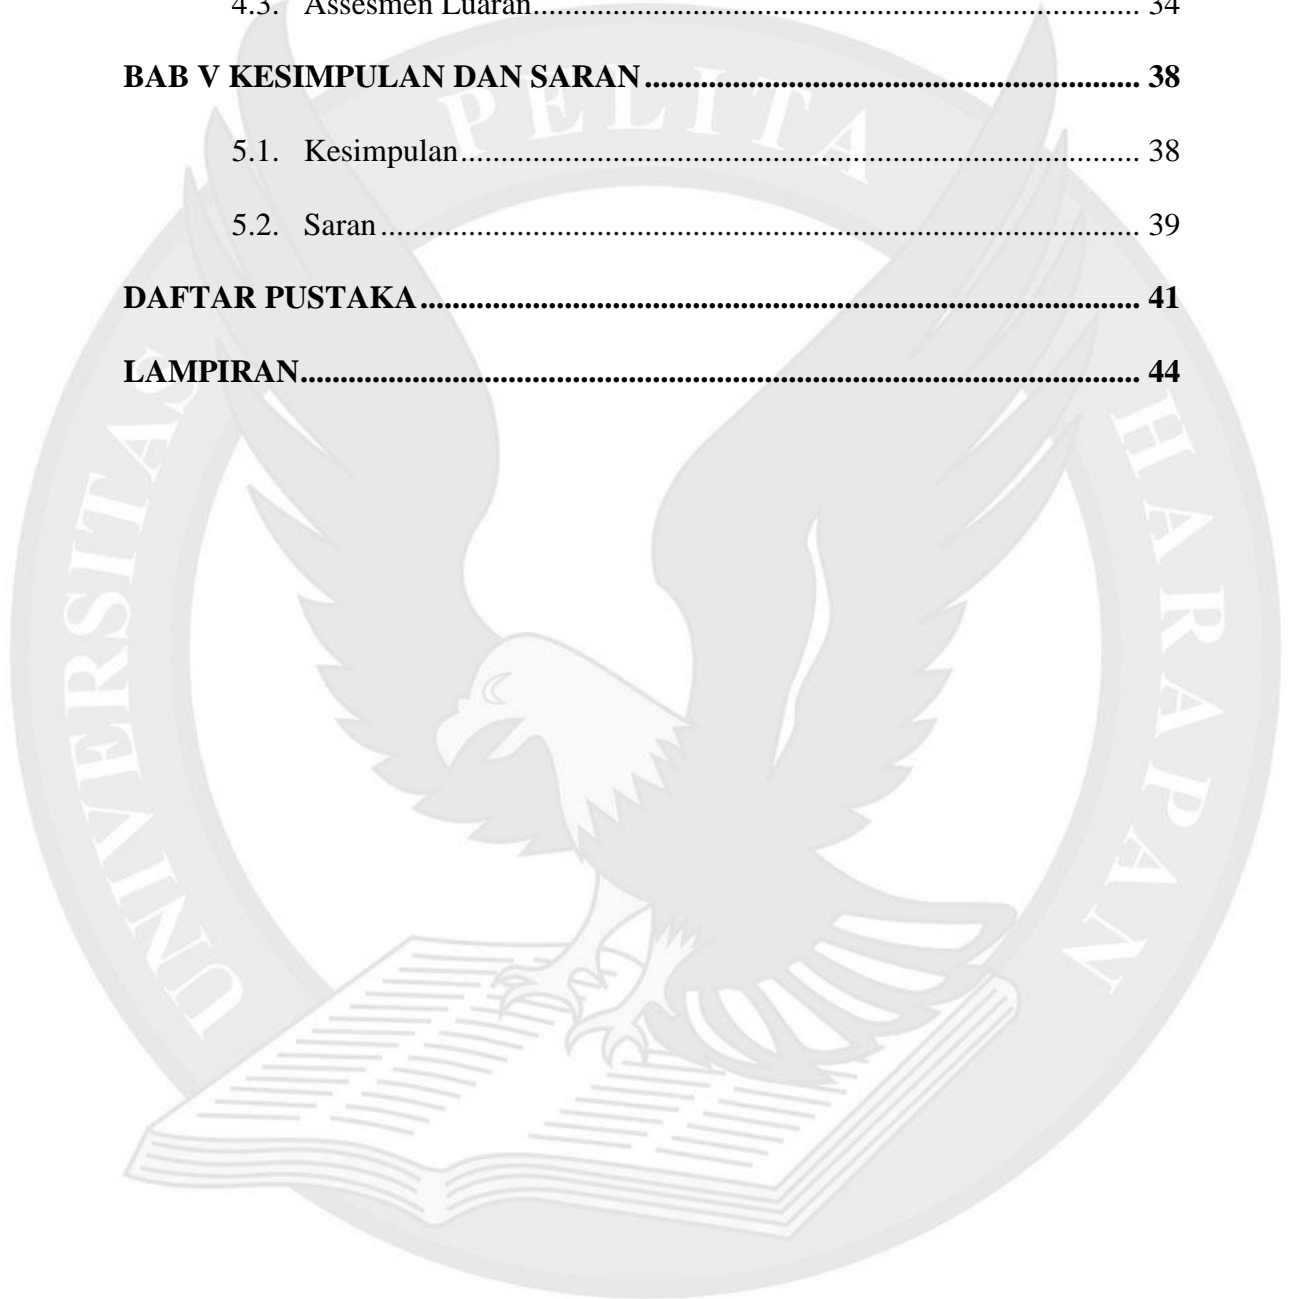 4.3. Assesmen Luaran........................................................................... 34
BAB V KESIMPULAN DAN SARAN.............................................................. 38
5.1. Kesimpulan.................................................................................... 38
5.2. Saran.............................................................................................. 39
DAFTAR PUSTAKA.......................................................................................... 41
LAMPIRAN......................................................................................................... 44
UNIVERSITAS PELITA HARAPAN